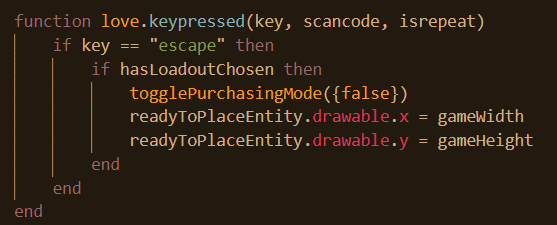 function love.keypressed(key, scancode, isrepeat)
    if key == "escape" then
        if hasLoadoutChosen then
            togglePurchasingMode({false})
            readyToPlaceEntity.drawable.x = gameWidth
            readyToPlaceEntity.drawable.y = gameHeight
        end
    end
end